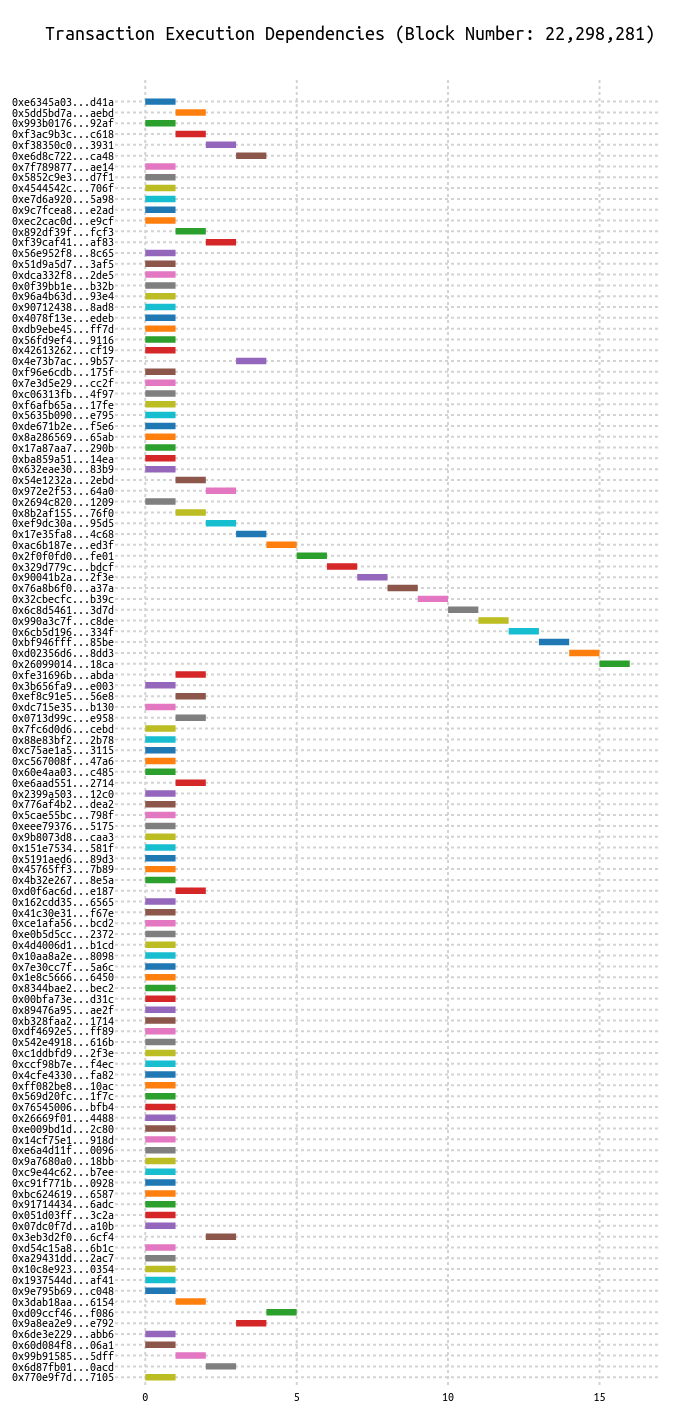 Transaction Execution Dependencies (Block Number: 22,298,281)
0xe6345a03...d41a
0x5dd5bd7a...aebd
0x993b0176...92af
0xf3ac9b3c...c618
0xf38350c0...3931
0xe6d8c722...ca48
0x7f789877...ae14
0x5852c9e3...d7f1
0x4544542c...706f
0xe7d6a920...5a98
0x9c7fcea8...e2ad
0xec2cac0d...e9cf
0x892df39f...fcf3
0xf39caf41...af83
0x56e952f8...8c65
0x51d9a5d7...3af5
0xdca332f8...2de5
0x0f39bb1e...b32b
0x96a4b63d...93e4
0x90712438...8ad8
0x4078f13e...edeb
0xdb9ebe45...ff7d
0x56fd9ef4...9116
0x42613262...cf19
0x4e73b7ac...9b57
0xf96e6cdb...175f
0x7e3d5e29...cc2f
0xc06313fb...4f97
0xf6afb65a...17fe
0x5635b090...e795
0xde671b2e...f5e6
0x8a286569...65ab
0x17a87aa7...290b
0xba859a51...14ea
0x632eae30...83b9
0x54e1232a...2ebd
0x972e2f53...64a0
0x2694c820...1209
0x8b2af155...76f0
0xef9dc30a...95d5
0x17e35fa8...4c68
0xac6b187e...ed3f
0x2f0f0fd0...fe01
0x329d779c...bdcf
0x90041b2a...2f3e
0x76a8b6f0...a37a
0x32cbecfc...b39c
0x6c8d5461...3d7d
0x990a3c7f...c8de
0x6cb5d196...334f
0xbf946fff...85be
0xd02356d6...8dd3
0x26099014...18ca
0xfe31696b...abda
0x3b656fa9...e003
0xef8c91e5...56e8
0xdc715e35...b130
0x0713d99c...e958
0x7fc6d0d6...cebd
0x88e83bf2...2b78
0xc75ae1a5...3115
0xc567008f...47a6
0x60e4aa03...c485
0xe6aad551...2714
0x2399a503...12c0
0x776af4b2...dea2
0x5cae55bc...798f
0xeee79376...5175
0x9b8073d8...caa3
0x151e7534...581f
0x5191aed6...89d3
0x45765ff3...7b89
0x4b32e267...8e5a
0xd0f6ac6d...e187
0x162cdd35...6565
0x41c30e31...f67e
0xce1afa56...bcd2
0xe0b5d5cc...2372
0x4d4006d1...b1cd
0x10aa8a2e...8098
0x7e30cc7f...5a6c
0x1e8c5666...6450
0x8344bae2...bec2
0x00bfa73e...d31c
0x89476a95...ae2f
0xb328faa2...1714
0xdf4692e5...ff89
0x542e4918...616b
0xc1ddbfd9...2f3e
0xccf98b7e...f4ec
0x4cfe4330...fa82
0xff082be8...10ac
0x569d20fc...1f7c
0x76545006...bfb4
0x26669f01...4488
0xe009bd1d...2c80
0x14cf75e1...918d
0xe6a4d11f...0096
0x9a7680a0...18bb
0xc9e44c62...b7ee
0xc91f771b...0928
0xbc624619...6587
0x91714434...6adc
0x051d03ff...3c2a
0x07dc0f7d...a10b
0x3eb3d2f0...6cf4
0xd54c15a8...6b1c
0xa29431dd...2ac7
0x10c8e923...0354
0x1937544d...af41
0x9e795b69...c048
0x3dab18aa...6154
0xd09ccf46...f086
0x9a8ea2e9...e792
0x6de3e229...abb6
0x60d084f8...06a1
0x99b91585...5dff
0x6d87fb01...0acd
0x770e9f7d...7105
0 5 10 15